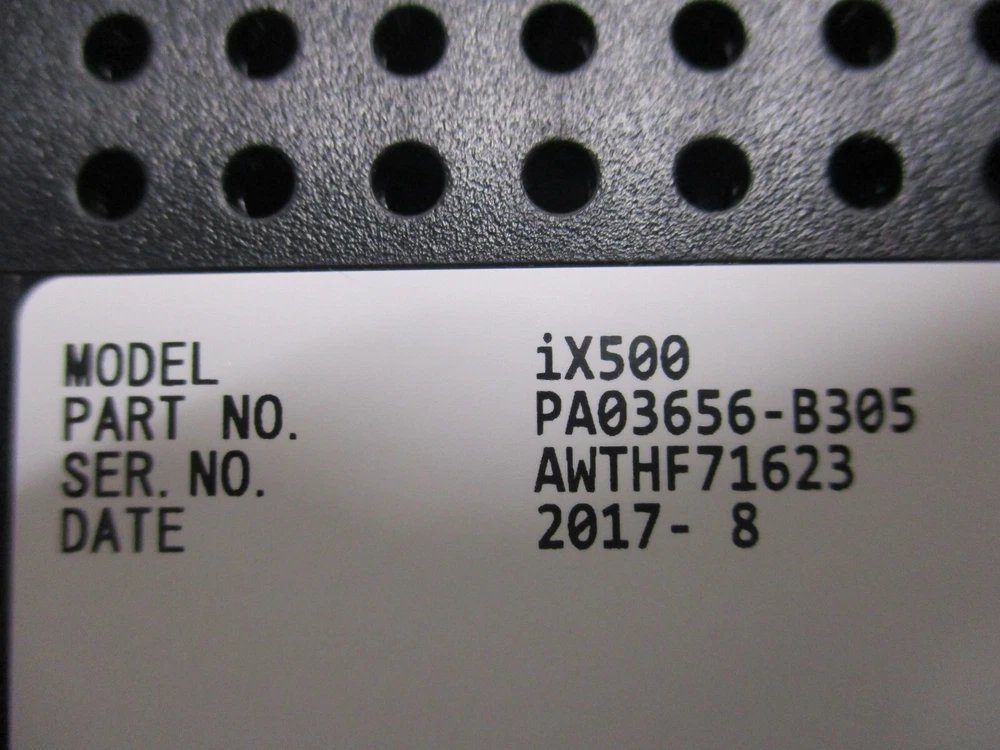 MODEL iX500
PART NO. PA03656-B305
SER. NO. AWTHF71623
DATE 2017- 8